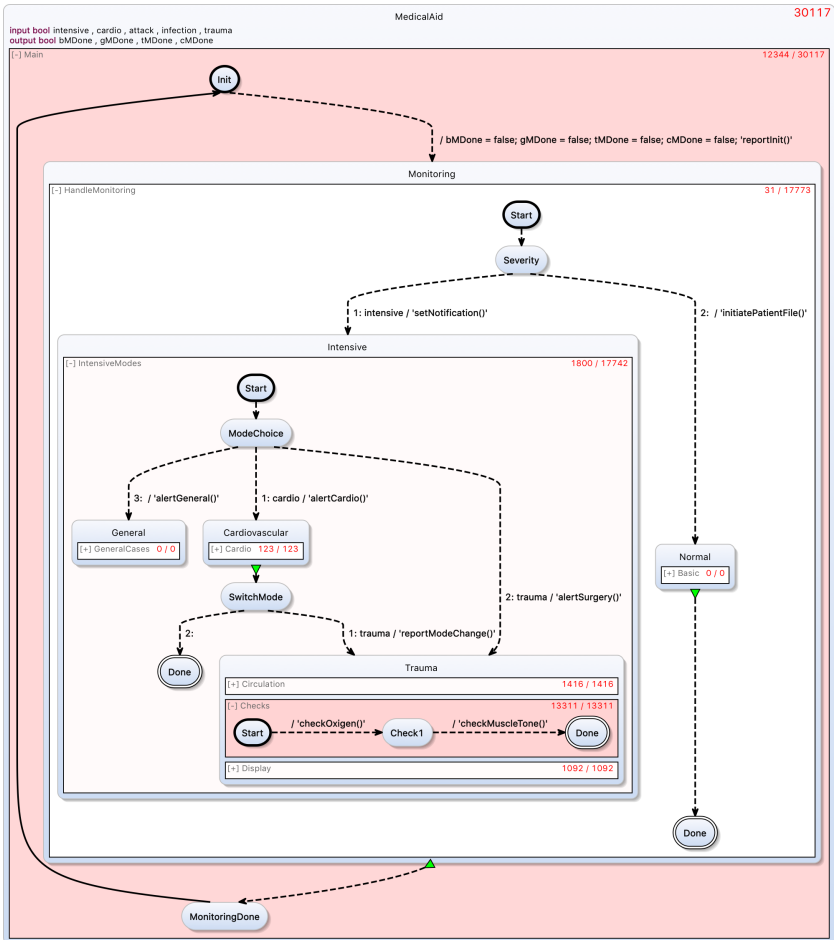 MedicalAid
30117
input bool intensive , cardio , attack , infection , trauma
output bool bMDone , gMDone , tMDone , cMDone
[-] Main
12344 / 30117
Init
/ bMDone = false; gMDone = false; tMDone = false; cMDone = false; 'reportInit()'
Monitoring
[-] HandleMonitoring
31 / 17773
Start
Severity
1: intensive / 'setNotification()'
2: / 'initiatePatientFile()'
Intensive
[-] IntensiveModes
1800 / 17742
Start
ModeChoice
3: / 'alertGeneral()'
1: cardio / 'alertCardio()'
General
[+] GeneralCases 0 / 0
Cardiovascular
[+] Cardio 123 / 123
Normal
[+] Basic 0 / 0
SwitchMode
2: trauma / 'alertSurgery()'
2:
1: trauma / 'reportModeChange()'
Done
Trauma
[+] Circulation
1416 / 1416
[-] Checks
13311 / 13311
Start
/ 'checkOxigen()'
Check1
/ 'checkMuscleTone()'
Done
[+] Display
1092 / 1092
Done
MonitoringDone